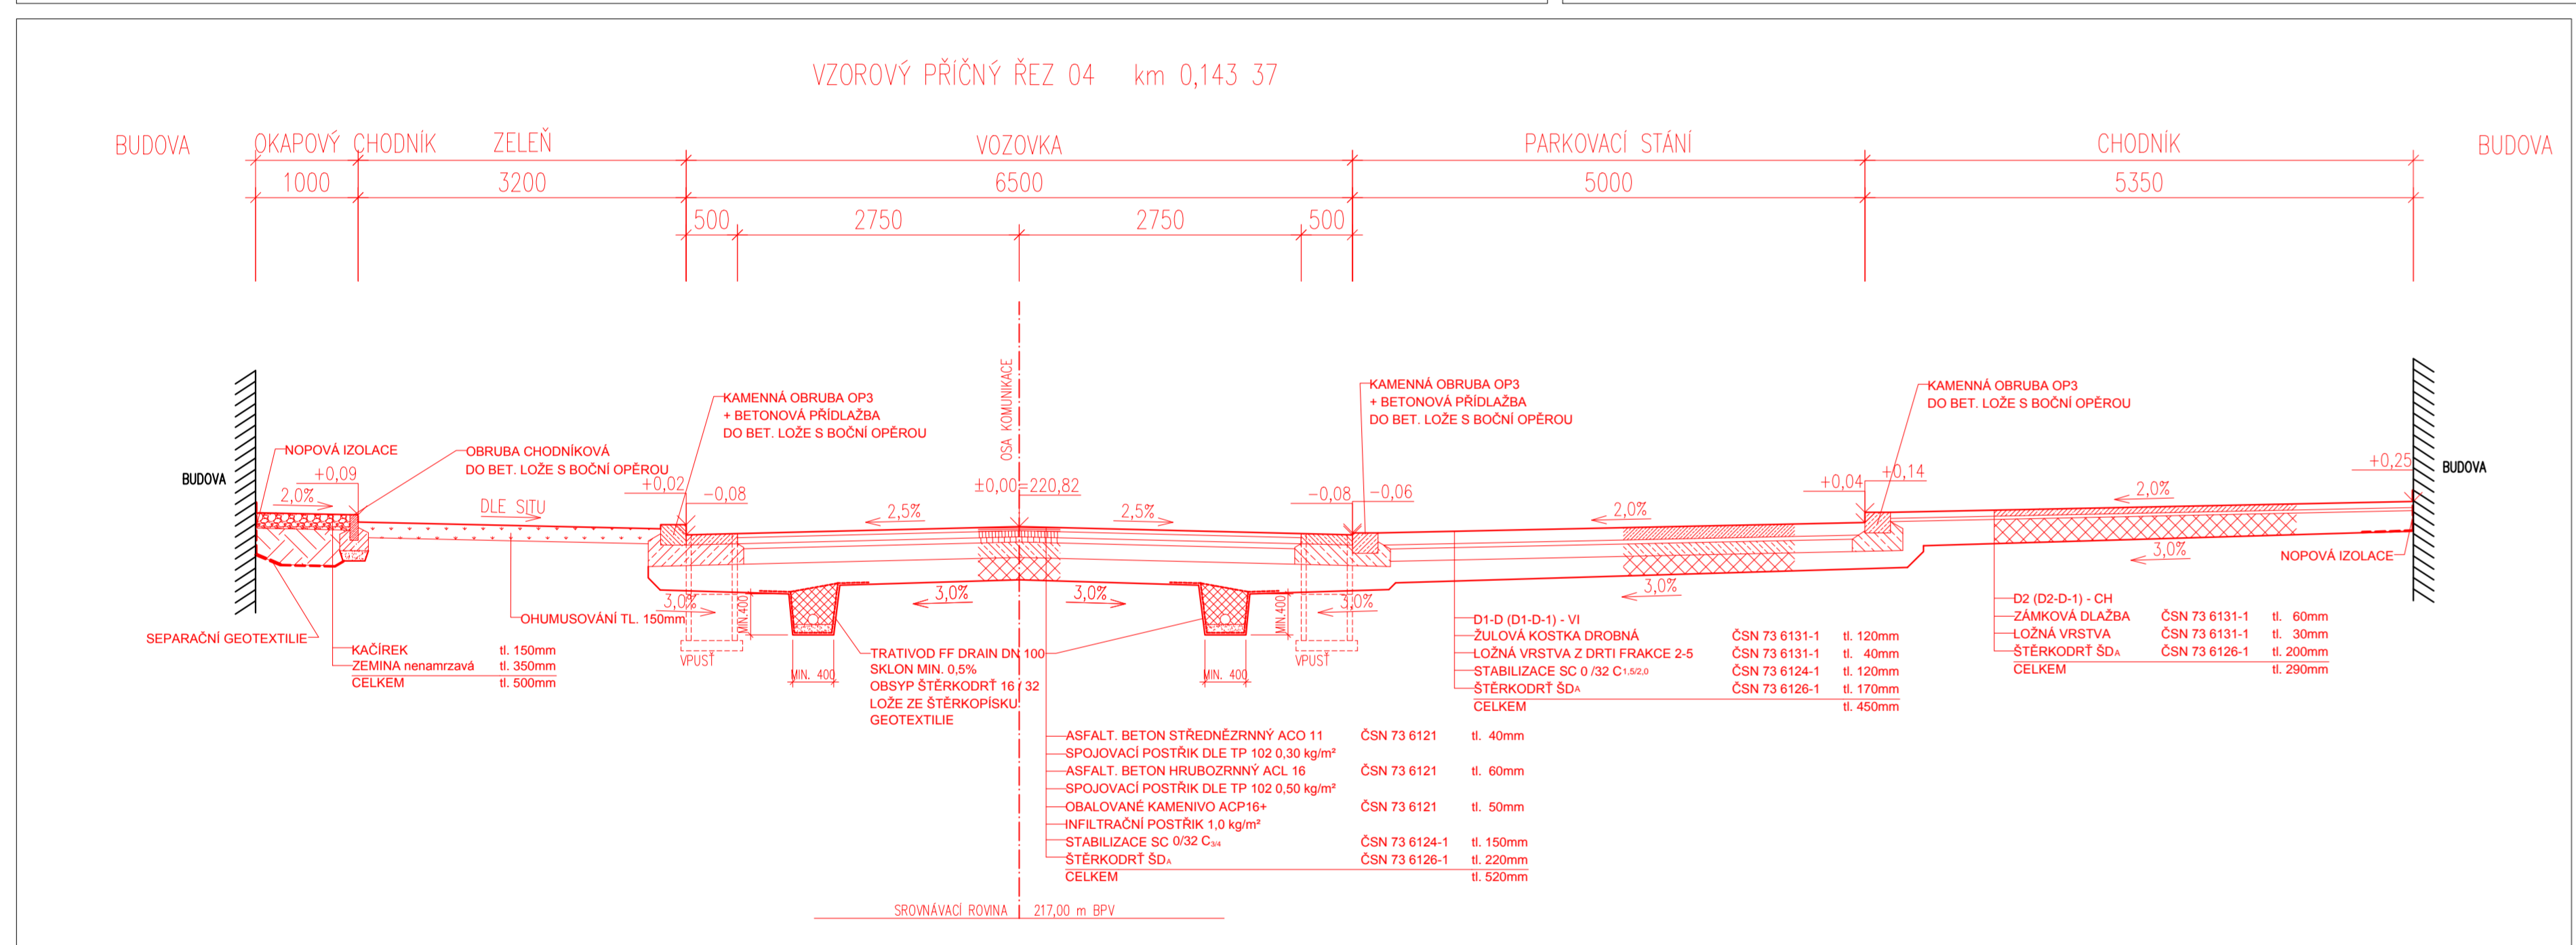 VZOROVÝ PŘÍČNÝ ŘEZ 04 km 0,143 37
BUDOVA
OKAPOVÝ CHODNÍK
ZELEŇ
VOZOVKA
PARKOVACÍ STÁNÍ
CHODNÍK
BUDOVA
1000
3200
6500
5000
5350
500
2750
2750
500
OSA KOMUNIKACE
KAMENNÁ OBRUBA OP3
+ BETONOVÁ PŘÍDLAŽBA
DO BET. LOŽE S BOČNÍ OPĚROU
KAMENNÁ OBRUBA OP3
+ BETONOVÁ PŘÍDLAŽBA
DO BET. LOŽE S BOČNÍ OPĚROU
KAMENNÁ OBRUBA OP3
DO BET. LOŽE S BOČNÍ OPĚROU
NOPOVÁ IZOLACE
OBRUBA CHODNÍKOVÁ
DO BET. LOŽE S BOČNÍ OPĚROU
BUDOVA
BUDOVA
+0,09
+0,02
-0,08
±0,00=220,82
-0,08
-0,06
+0,04
+0,14
+0,25
2,0%
DLE SITU
2,5%
2,5%
2,0%
2,0%
3,0%
3,0%
3,0%
3,0%
3,0%
3,0%
NOPOVÁ IZOLACE
MIN.400
MIN.400
MIN. 400
MIN. 400
VPUSŤ
VPUSŤ
OHUMUSOVÁNÍ TL. 150mm
SEPARAČNÍ GEOTEXTILIE
KAČÍREK tl. 150mm
ZEMINA nenamrzavá tl. 350mm
CELKEM tl. 500mm
TRATIVOD FF DRAIN DN 100
SKLON MIN. 0,5%
OBSYP ŠTĚRKODRŤ 16 / 32
LOŽE ZE ŠTĚRKOPÍSKU
GEOTEXTILIE
D1-D (D1-D-1) - VI
ŽULOVÁ KOSTKA DROBNÁ ČSN 73 6131-1 tl. 120mm
LOŽNÁ VRSTVA Z DRTI FRAKCE 2-5 ČSN 73 6131-1 tl. 40mm
STABILIZACE SC 0 /32 C1,5/2,0 ČSN 73 6124-1 tl. 120mm
ŠTĚRKODRŤ ŠDA ČSN 73 6126-1 tl. 170mm
CELKEM tl. 450mm
D2 (D2-D-1) - CH
ZÁMKOVÁ DLAŽBA ČSN 73 6131-1 tl. 60mm
LOŽNÁ VRSTVA ČSN 73 6131-1 tl. 30mm
ŠTĚRKODRŤ ŠDA ČSN 73 6126-1 tl. 200mm
CELKEM tl. 290mm
ASFALT. BETON STŘEDNĚZRNNÝ ACO 11 ČSN 73 6121 tl. 40mm
SPOJOVACÍ POSTŘIK DLE TP 102 0,30 kg/m²
ASFALT. BETON HRUBOZRNNÝ ACL 16 ČSN 73 6121 tl. 60mm
SPOJOVACÍ POSTŘIK DLE TP 102 0,50 kg/m²
OBALOVANÉ KAMENIVO ACP16+ ČSN 73 6121 tl. 50mm
INFILTRAČNÍ POSTŘIK 1,0 kg/m²
STABILIZACE SC 0/32 C3/4 ČSN 73 6124-1 tl. 150mm
ŠTĚRKODRŤ ŠDA ČSN 73 6126-1 tl. 220mm
CELKEM tl. 520mm
SROVNÁVACÍ ROVINA 217,00 m BPV